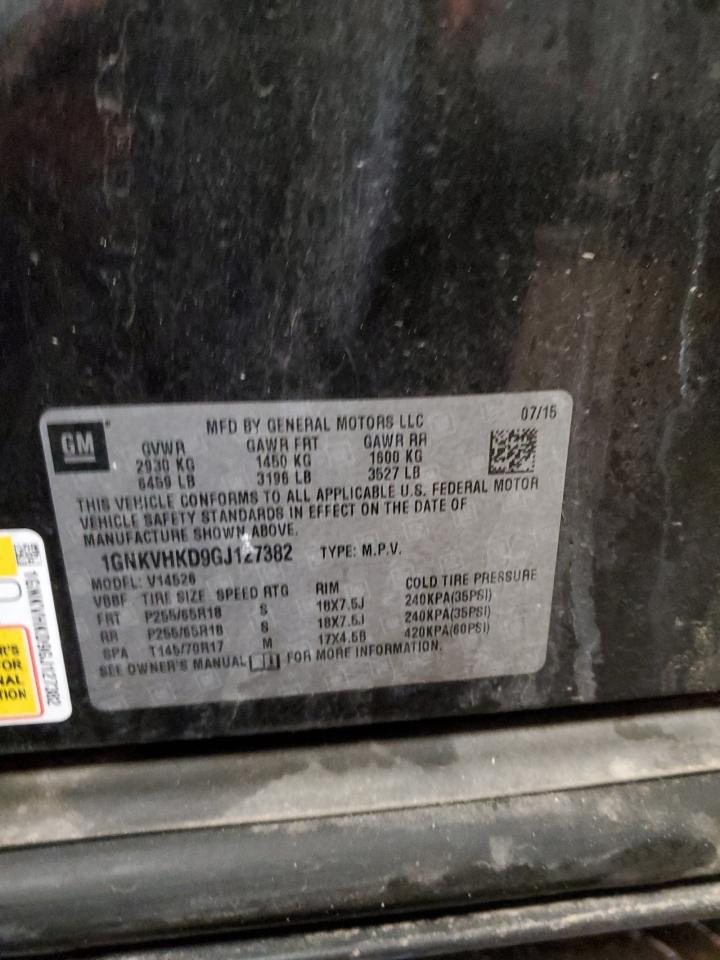 MFD BY GENERAL MOTORS LLC 07/15
GM
GVWR GAWR FRT GAWR RR
2930 KG 1450 KG 1600 KG
6459 LB 3196 LB 3527 LB
THIS VEHICLE CONFORMS TO ALL APPLICABLE U.S. FEDERAL MOTOR
VEHICLE SAFETY STANDARDS IN EFFECT ON THE DATE OF
MANUFACTURE SHOWN ABOVE.
1GNKVHKD9GJ127382 TYPE: M.P.V.
MODEL: V14526
VBBF TIRE SIZE SPEED RTG RIM COLD TIRE PRESSURE
FRT P255/65R18 S 18X7.5J 240KPA(35PSI)
RR P255/65R18 S 18X7.5J 240KPA(35PSI)
SPA T145/70R17 M 17X4.5B 420KPA(60PSI)
SEE OWNER'S MANUAL FOR MORE INFORMATION.
1GNKVHKD9GJ127382
R'S
FOR
NAL
TION